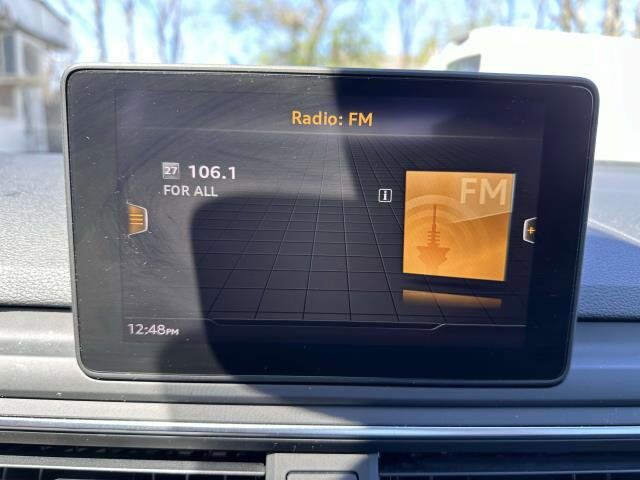 Radio: FM
27 106.1
FOR ALL
i
FM
12:48PM